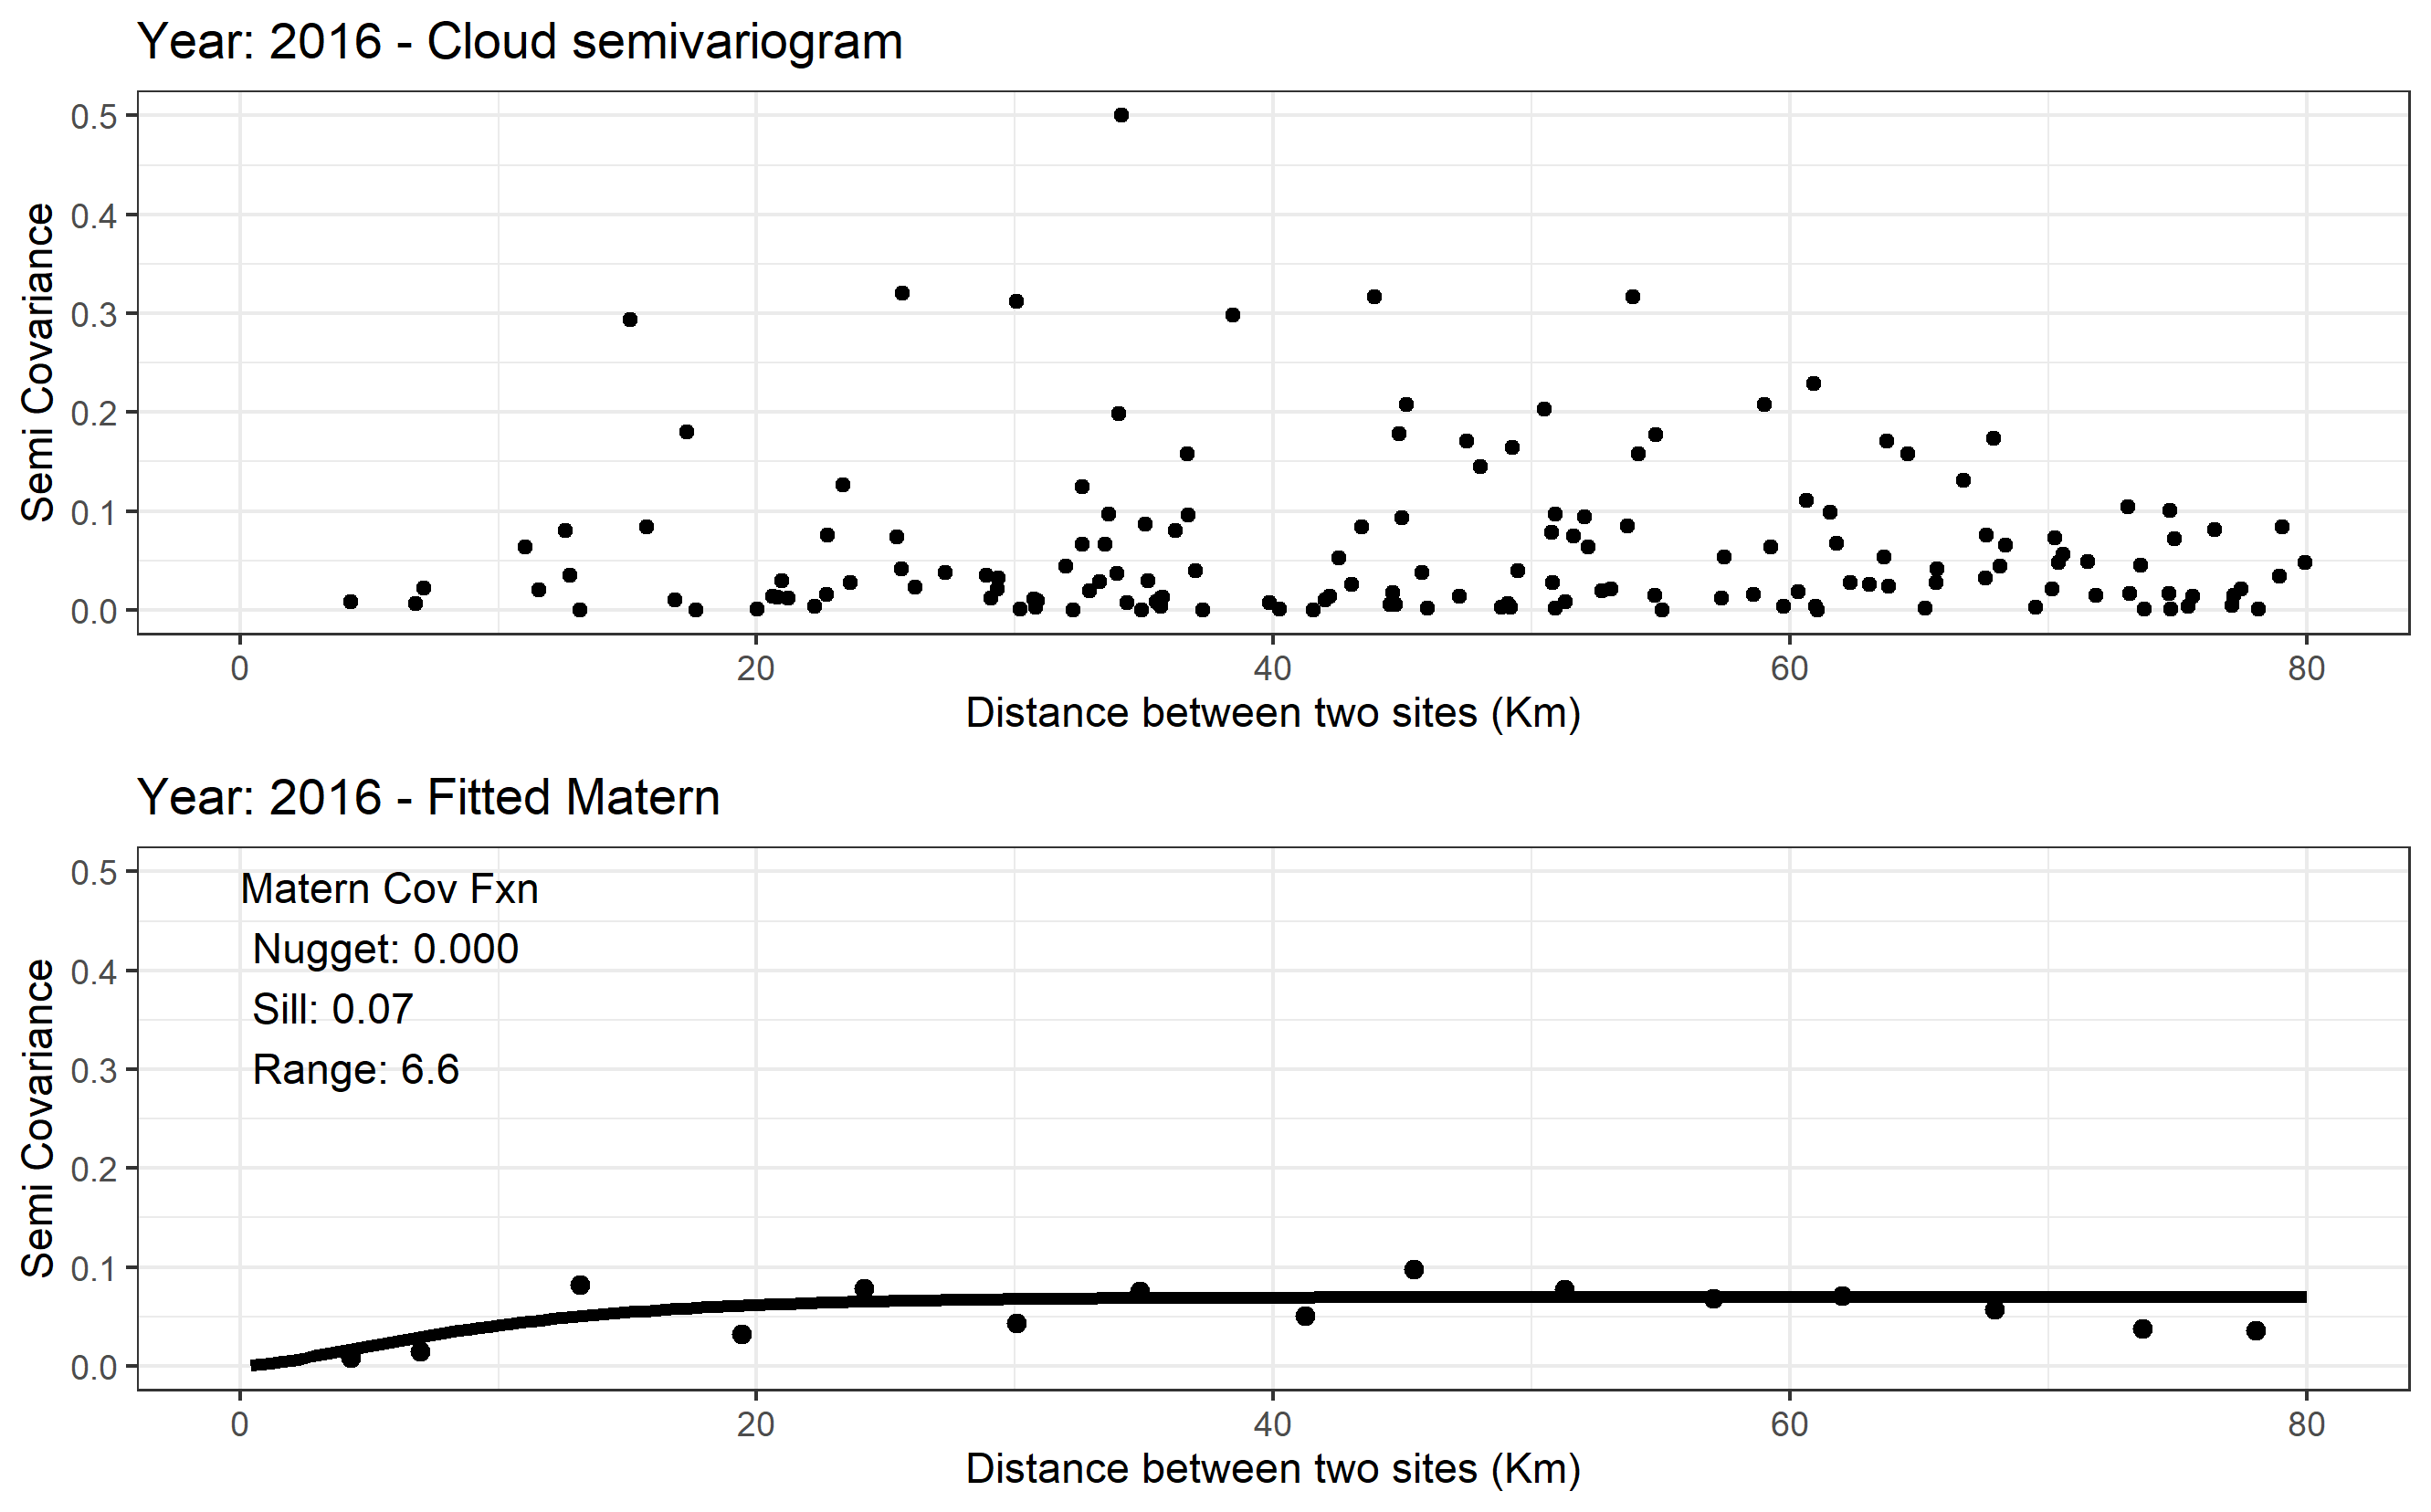 Year: 2016 - Cloud semivariogram
Semi Covariance
0.5
0.4
0.3
0.2
0.1
0.0
0 20 40 60 80
Distance between two sites (Km)
Year: 2016 - Fitted Matern
Semi Covariance
0.5
0.4
0.3
0.2
0.1
0.0
Matern Cov Fxn
Nugget: 0.000
Sill: 0.07
Range: 6.6
0 20 40 60 80
Distance between two sites (Km)